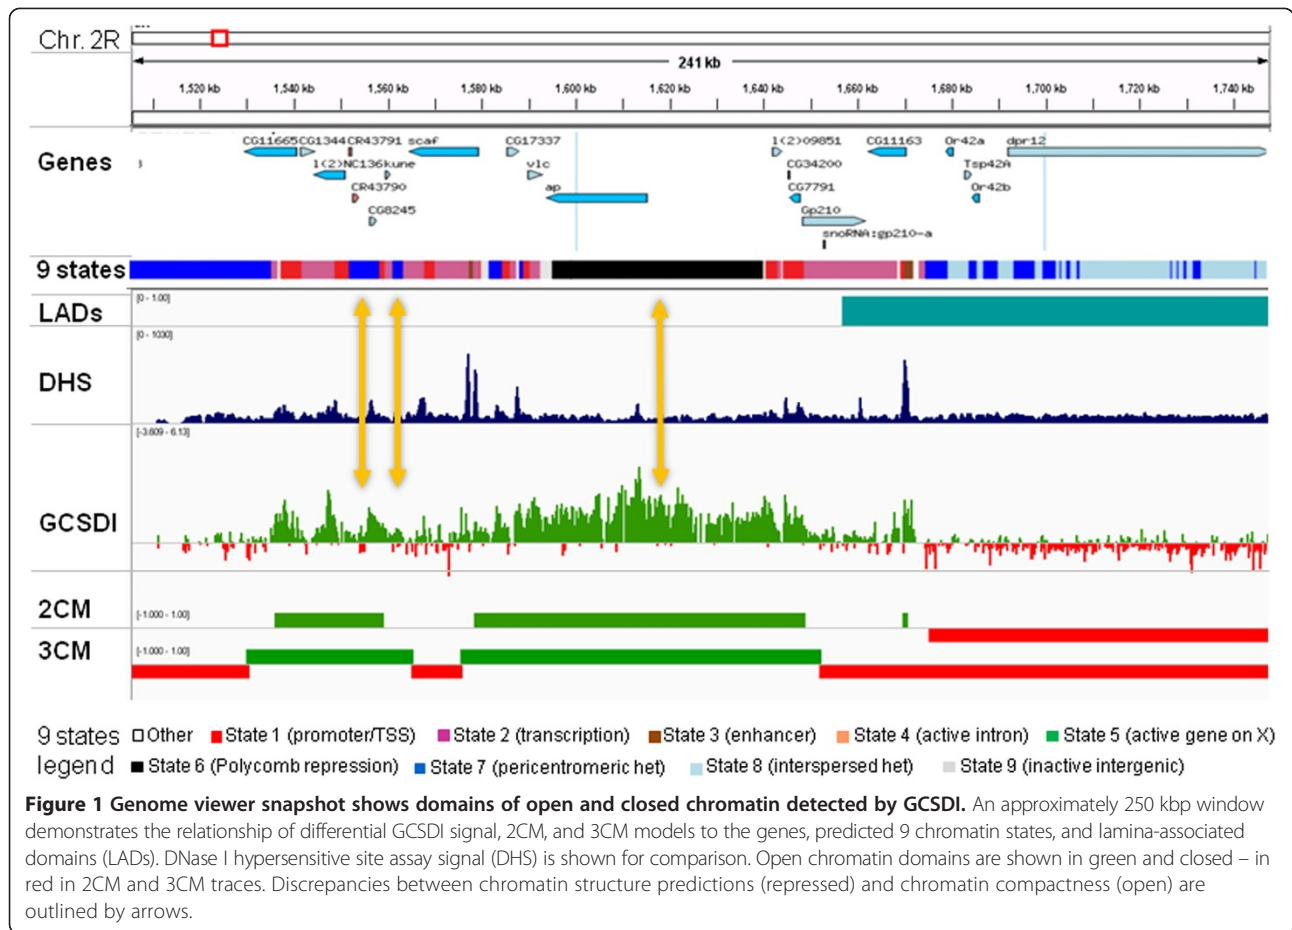 Chr. 2R
241 kb
1,520 kb 1,540 kb 1,560 kb 1,580 kb 1,600 kb 1,620 kb 1,640 kb 1,660 kb 1,680 kb 1,700 kb 1,720 kb 1,740 kb
Genes
CG11665 CG1344 CR43791 scaf CG17337 l(2)09851 CG11163 Or42a dpr12
l(2)NC136 kune vlc CG34200 Tsp42A
CR43790 ap CG7791 Or42b
CG8245 Gp210
snoRNA:gp210-a
9 states
LADs [0 - 1.00]
DHS [0 - 1030]
GCSDI [-3.609 - 6.13]
2CM [-1.000 - 1.00]
3CM [-1.000 - 1.00]
9 states Other State 1 (promoter/TSS) State 2 (transcription) State 3 (enhancer) State 4 (active intron) State 5 (active gene on X)
legend State 6 (Polycomb repression) State 7 (pericentromeric het) State 8 (interspersed het) State 9 (inactive intergenic)
Figure 1 Genome viewer snapshot shows domains of open and closed chromatin detected by GCSDI. An approximately 250 kbp window
demonstrates the relationship of differential GCSDI signal, 2CM, and 3CM models to the genes, predicted 9 chromatin states, and lamina-associated
domains (LADs). DNase I hypersensitive site assay signal (DHS) is shown for comparison. Open chromatin domains are shown in green and closed – in
red in 2CM and 3CM traces. Discrepancies between chromatin structure predictions (repressed) and chromatin compactness (open) are
outlined by arrows.